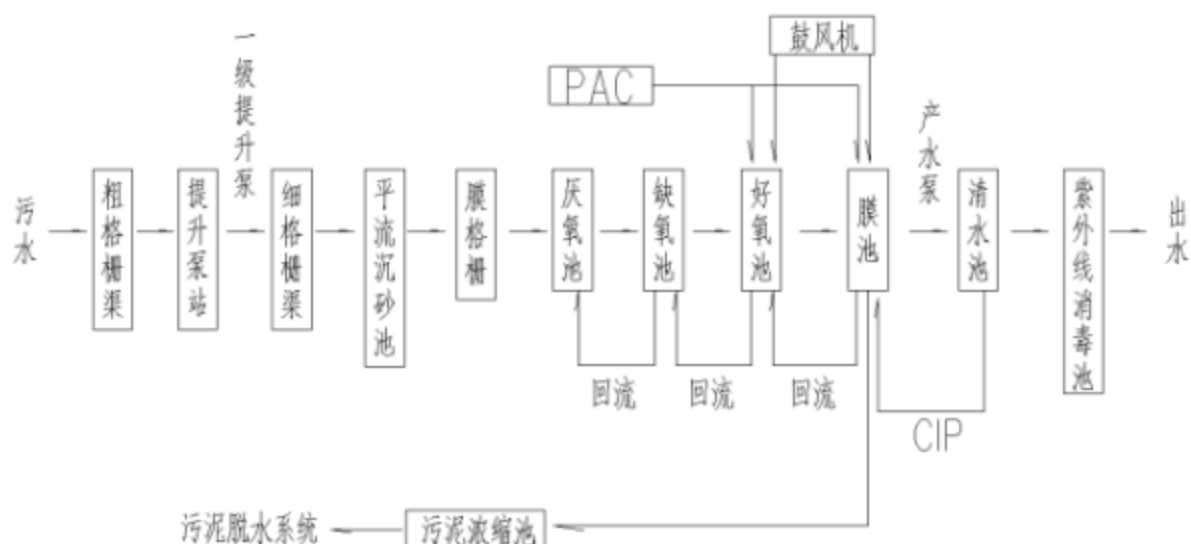 鼓风机
PAC
一级提升泵
产水泵
污水
粗格栅渠
提升泵站
细格栅渠
平流沉砂池
膜格栅
厌氧池
缺氧池
好氧池
膜池
清水池
紫外线消毒池
出水
回流
回流
回流
CIP
污泥脱水系统
污泥浓缩池